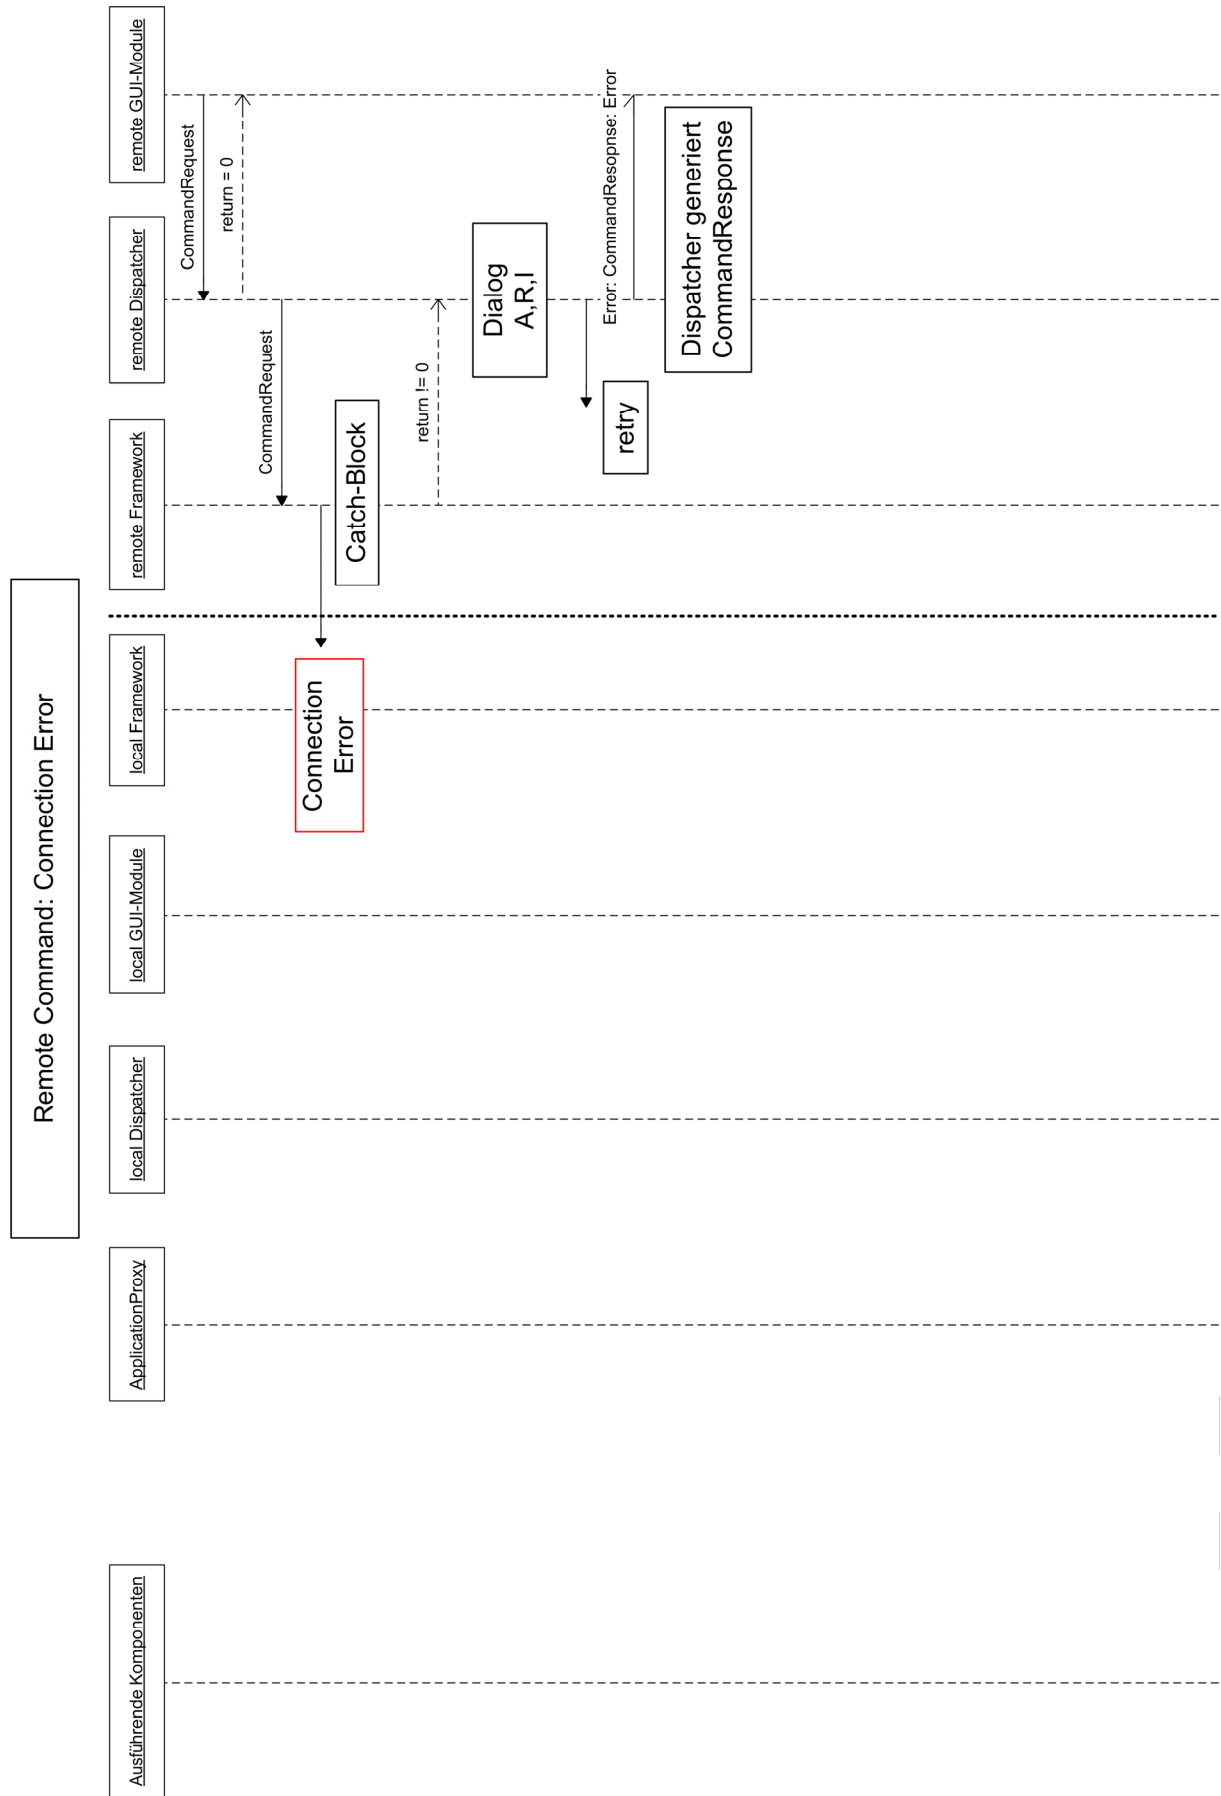 Remote Command: Connection Error
Ausführende Komponenten
ApplicationProxy
local Dispatcher
local GUI-Module
local Framework
remote Framework
remote Dispatcher
remote GUI-Module
CommandRequest
return = 0
CommandRequest
Connection
Error
Catch-Block
return != 0
Dialog
A,R,I
retry
Error: CommandResopnse: Error
Dispatcher generiert
CommandResponse